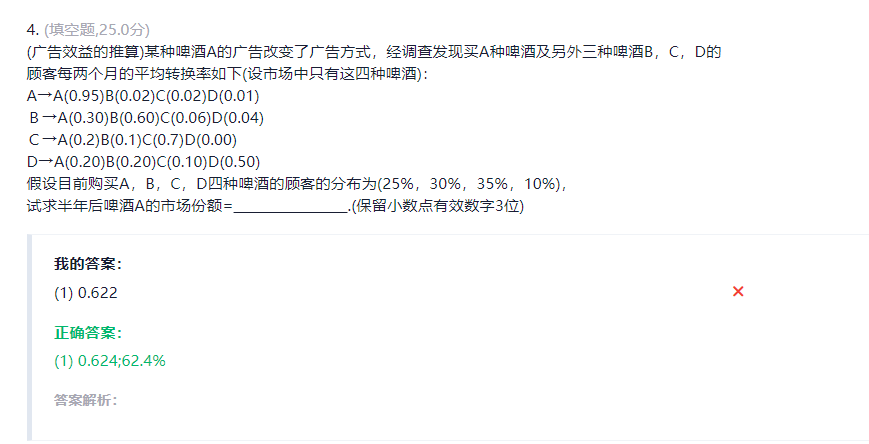 4. (填空题,25.0分)
(广告效益的推算)某种啤酒A的广告改变了广告方式，经调查发现买A种啤酒及另外三种啤酒B，C，D的
顾客每两个月的平均转换率如下(设市场中只有这四种啤酒)：
A→A(0.95)B(0.02)C(0.02)D(0.01)
B→A(0.30)B(0.60)C(0.06)D(0.04)
C→A(0.2)B(0.1)C(0.7)D(0.00)
D→A(0.20)B(0.20)C(0.10)D(0.50)
假设目前购买A，B，C，D四种啤酒的顾客的分布为(25%，30%，35%，10%)，
试求半年后啤酒A的市场份额=________________.(保留小数点有效数字3位)
我的答案：
(1) 0.622
正确答案：
(1) 0.624;62.4%
答案解析：